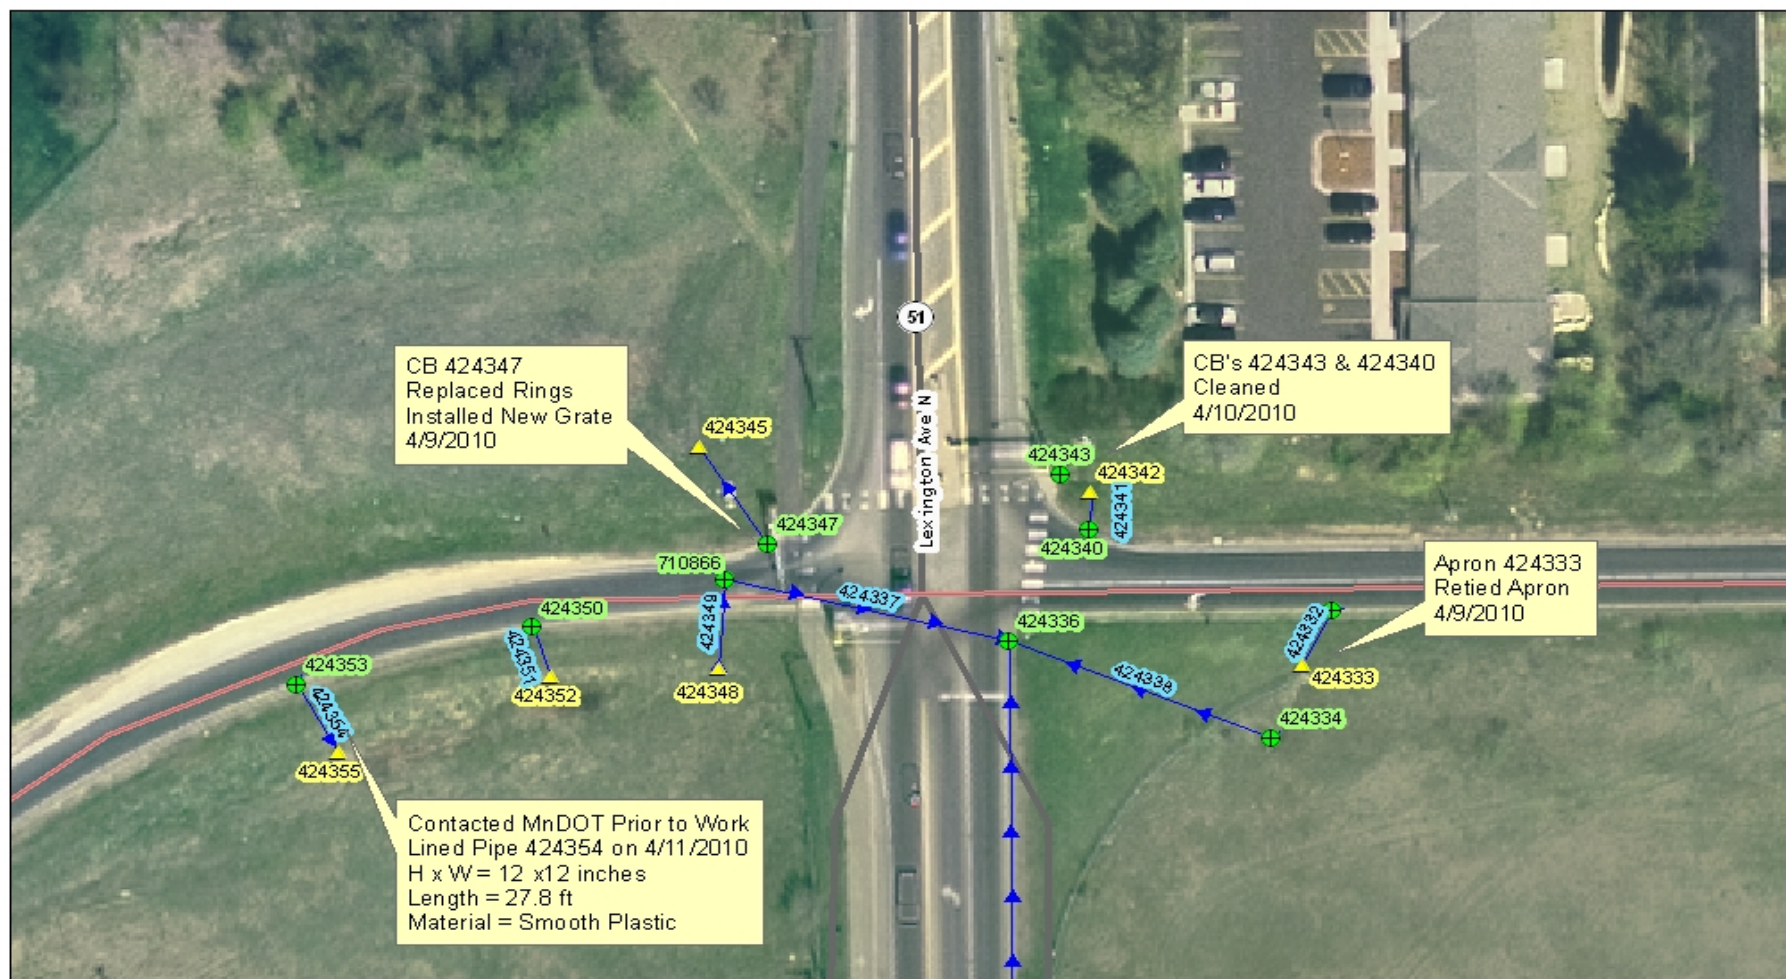 51
CB 424347
Replaced Rings
Installed New Grate
4/9/2010
CB's 424343 & 424340
Cleaned
4/10/2010
Lexington Ave N
424345
424343
424342
424341
424347
424340
710866
Apron 424333
Retied Apron
4/9/2010
424337
424350
424349
424336
424332
424351
424353
424352
424348
424338
424333
424354
424334
424355
Contacted MnDOT Prior to Work
Lined Pipe 424354 on 4/11/2010
H x W = 12 x12 inches
Length = 27.8 ft
Material = Smooth Plastic